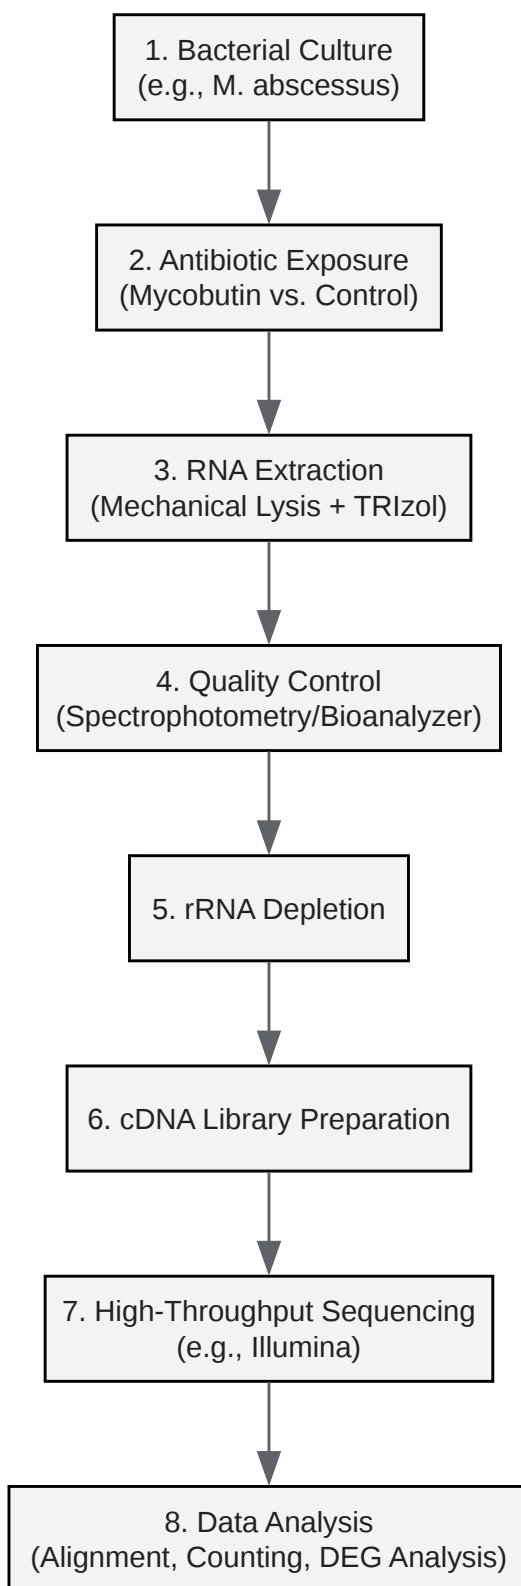 1. Bacterial Culture
(e.g., M. abscessus)
2. Antibiotic Exposure
(Mycobutin vs. Control)
3. RNA Extraction
(Mechanical Lysis + TRIzol)
4. Quality Control
(Spectrophotometry/Bioanalyzer)
5. rRNA Depletion
6. cDNA Library Preparation
7. High-Throughput Sequencing
(e.g., Illumina)
8. Data Analysis
(Alignment, Counting, DEG Analysis)